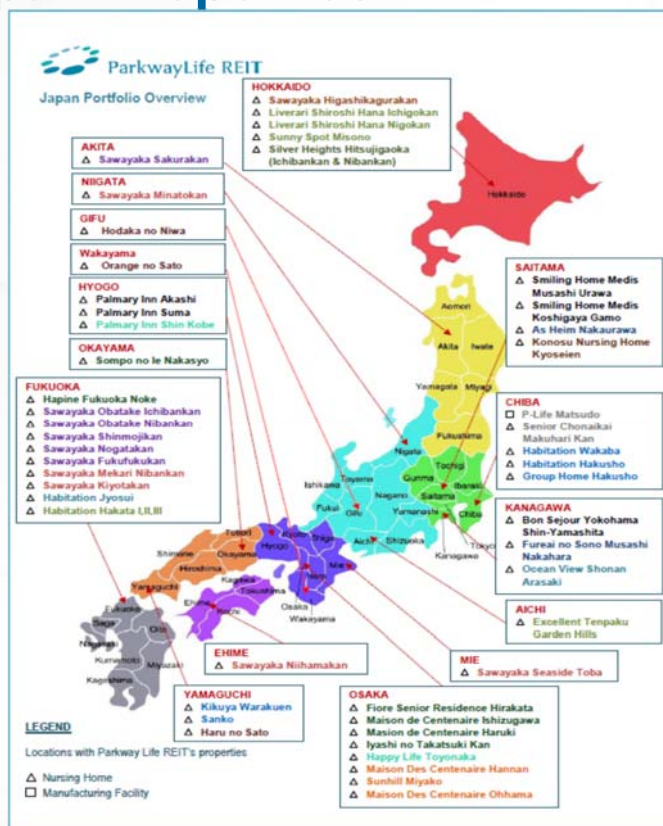 ParkwayLife REIT
Japan Portfolio Overview
HOKKAIDO
△ Sawayaka Higashikagurakan
△ Liverari Shiroshi Hana Ichigokan
△ Liverari Shiroshi Hana Nigokan
△ Sunny Spot Misono
△ Silver Heights Hitsujigaoka
(Ichibankan & Nibankan)
AKITA
△ Sawayaka Sakurakan
NIIGATA
△ Sawayaka Minatokan
GIFU
△ Hodaka no Niwa
Wakayama
△ Orange no Sato
HYOGO
△ Palmary Inn Akashi
△ Palmary Inn Suma
△ Palmary Inn Shin Kobe
OKAYAMA
△ Sompo no Ie Nakasyo
FUKUOKA
△ Hapine Fukuoka Noke
△ Sawayaka Obatake Ichibankan
△ Sawayaka Obatake Nibankan
△ Sawayaka Shinmojikan
△ Sawayaka Nogatakan
△ Sawayaka Fukufukukan
△ Sawayaka Mekari Nibankan
△ Sawayaka Kiyotakan
△ Habitation Jyosui
△ Habitation Hakata I,II,III
SAITAMA
△ Smiling Home Medis
Musashi Urawa
△ Smiling Home Medis
Koshigaya Gamo
△ As Heim Nakaurawa
△ Konosu Nursing Home
Kyoseien
CHIBA
□ P-Life Matsudo
△ Senior Chonaikai
Makuhari Kan
△ Habitation Wakaba
△ Habitation Hakusho
△ Group Home Hakusho
KANAGAWA
△ Bon Sejour Yokohama
Shin-Yamashita
△ Fureai no Sono Musashi
Nakahara
△ Ocean View Shonan
Arasaki
AICHI
△ Excellent Tenpaku
Garden Hills
MIE
△ Sawayaka Seaside Toba
EHIME
△ Sawayaka Niihamakan
YAMAGUCHI
△ Kikuya Warakuen
△ Sanko
△ Haru no Sato
OSAKA
△ Fiore Senior Residence Hirakata
△ Maison de Centenaire Ishizugawa
△ Masion de Centenaire Haruki
△ Iyashi no Takatsuki Kan
△ Happy Life Toyonaka
△ Maison Des Centenaire Hannan
△ Sunhill Miyako
△ Maison Des Centenaire Ohhama
Hokkaido
Aomori
Akita
Iwate
Yamagata
Miyagi
Fukushima
Niigata
Tochigi
Gunma
Ibaraki
Saitama
Chiba
Tokyo
Kanagawa
Yamanashi
Toyama
Ishikawa
Nagano
Fukui
Gifu
Aichi
Shizuoka
Kyoto
Shiga
Hyogo
Mie
Nara
Osaka
Wakayama
Tottori
Okayama
Shimane
Hiroshima
Yamaguchi
Kagawa
Tokushima
Ehime
Kochi
Fukuoka
Saga
Oita
Nagasaki
Kumamoto
Miyazaki
Kagoshima
LEGEND
Locations with Parkway Life REIT's properties
△ Nursing Home
□ Manufacturing Facility